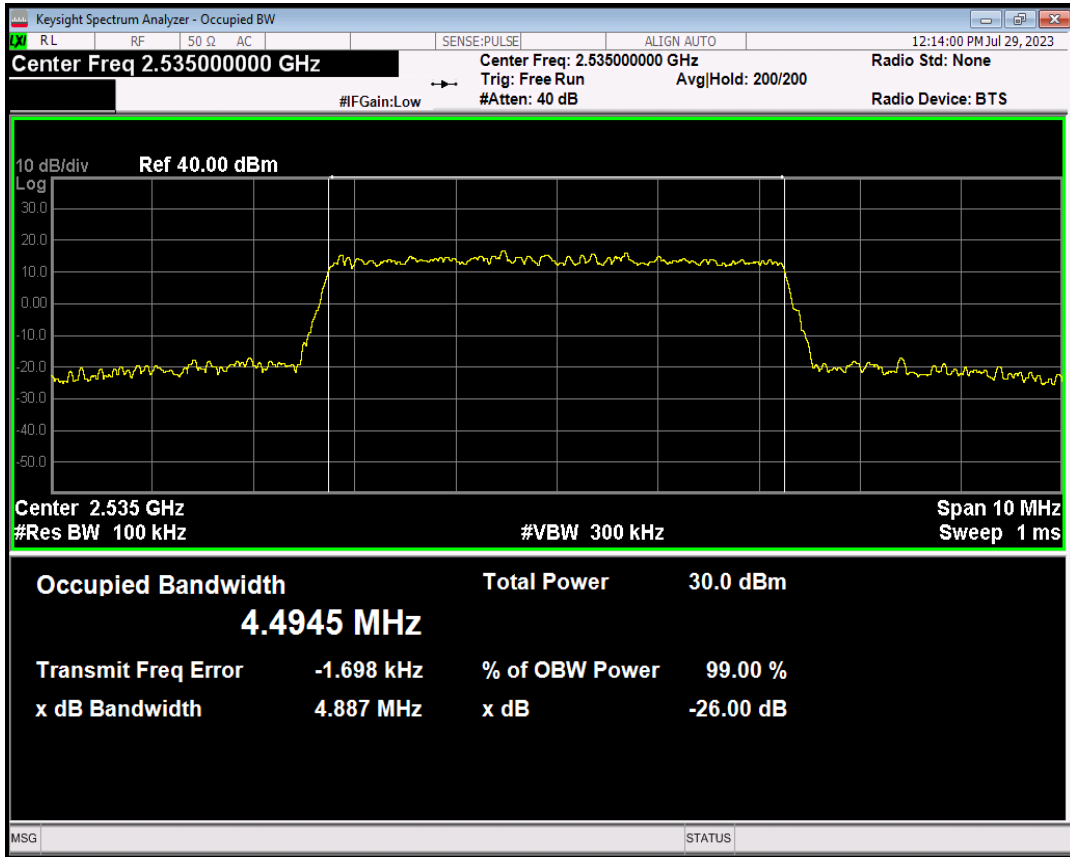 Keysight Spectrum Analyzer - Occupied BW
LXI RL RF 50 Ω AC SENSE:PULSE ALIGN AUTO 12:14:00 PM Jul 29, 2023
Center Freq 2.535000000 GHz Center Freq: 2.535000000 GHz Radio Std: None
Trig: Free Run Avg|Hold: 200/200
#IFGain:Low #Atten: 40 dB Radio Device: BTS
10 dB/div Ref 40.00 dBm
Log
30.0
20.0
10.0
0.00
-10.0
-20.0
-30.0
-40.0
-50.0
Center 2.535 GHz Span 10 MHz
#Res BW 100 kHz #VBW 300 kHz Sweep 1 ms
Occupied Bandwidth Total Power 30.0 dBm
4.4945 MHz
Transmit Freq Error -1.698 kHz % of OBW Power 99.00 %
x dB Bandwidth 4.887 MHz x dB -26.00 dB
MSG STATUS